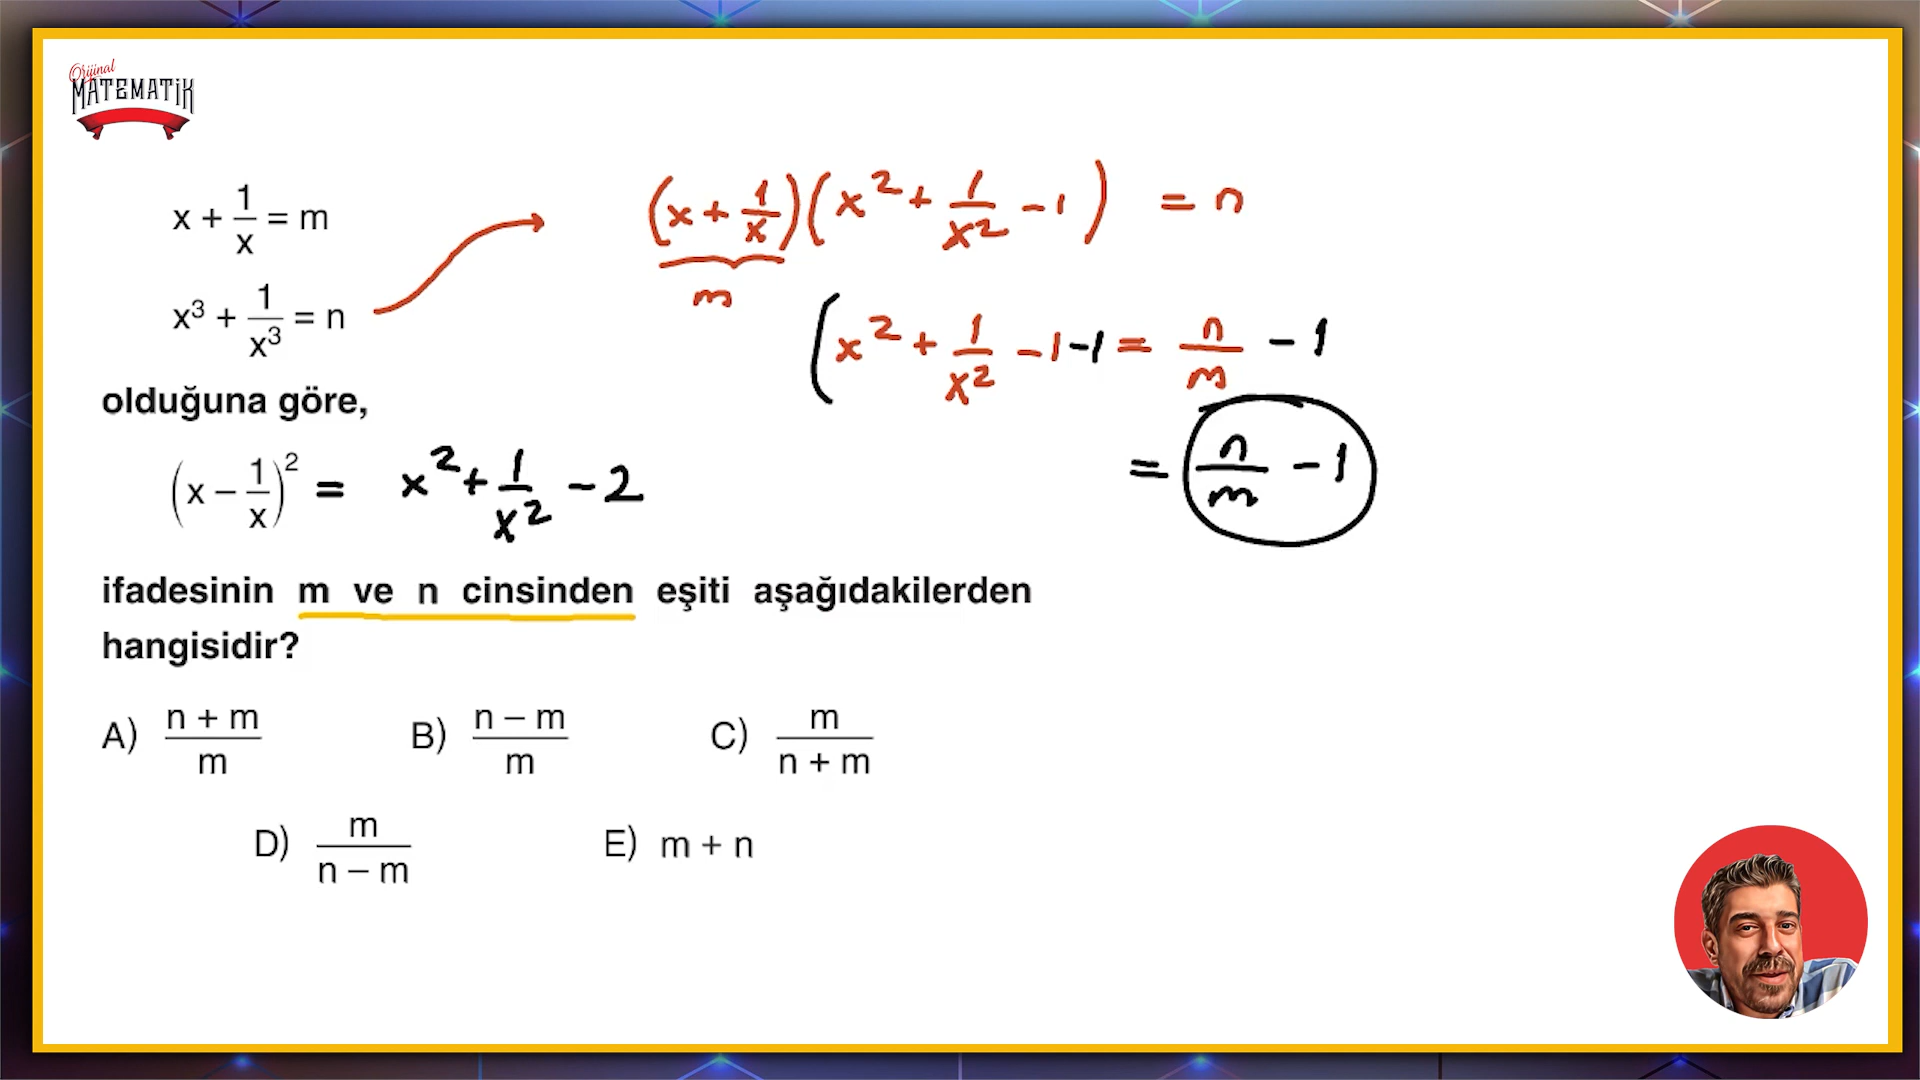 Orijinal
MATEMATİK
x + 1/x = m
x³ + 1/x³ = n
olduğuna göre,
(x – 1/x)² = x² + 1/x² – 2
ifadesinin m ve n cinsinden eşiti aşağıdakilerden
hangisidir?
A) (n + m)/m B) (n – m)/m C) m/(n + m)
D) m/(n – m) E) m + n
(x + 1/x)(x² + 1/x² – 1) = n
m
(x² + 1/x² – 1 – 1 = n/m – 1
= n/m – 1